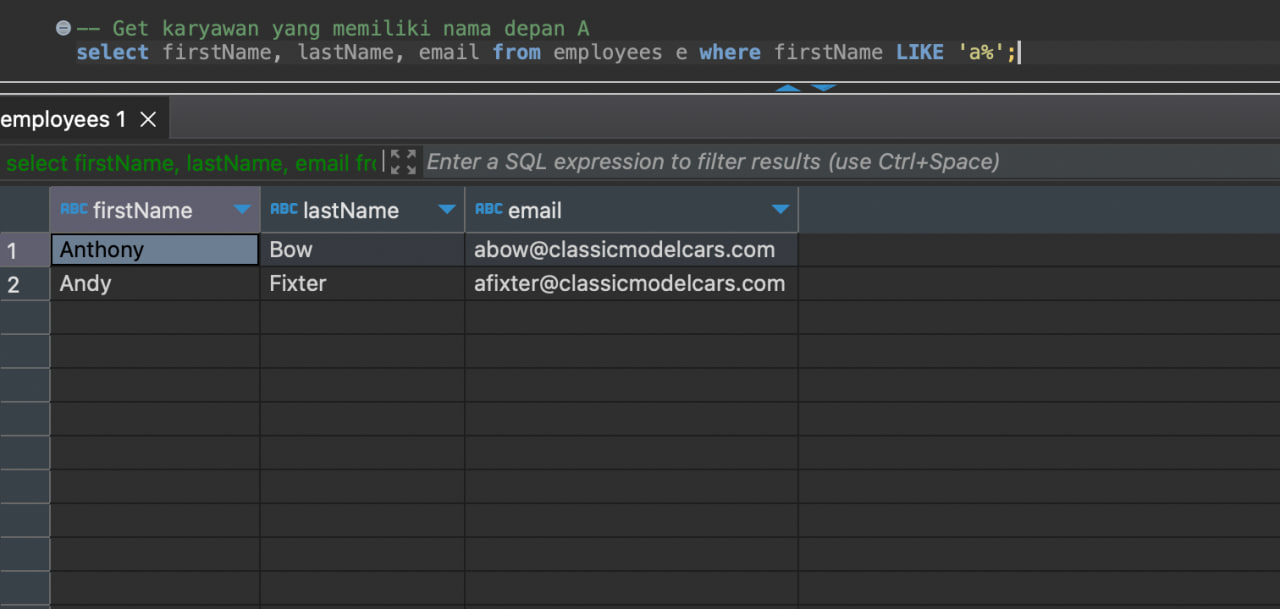 -- Get karyawan yang memiliki nama depan A
select firstName, lastName, email from employees e where firstName LIKE 'a%';
employees 1
select firstName, lastName, email fr Enter a SQL expression to filter results (use Ctrl+Space)
ABC firstName ABC lastName ABC email
1 Anthony Bow abow@classicmodelcars.com
2 Andy Fixter afixter@classicmodelcars.com